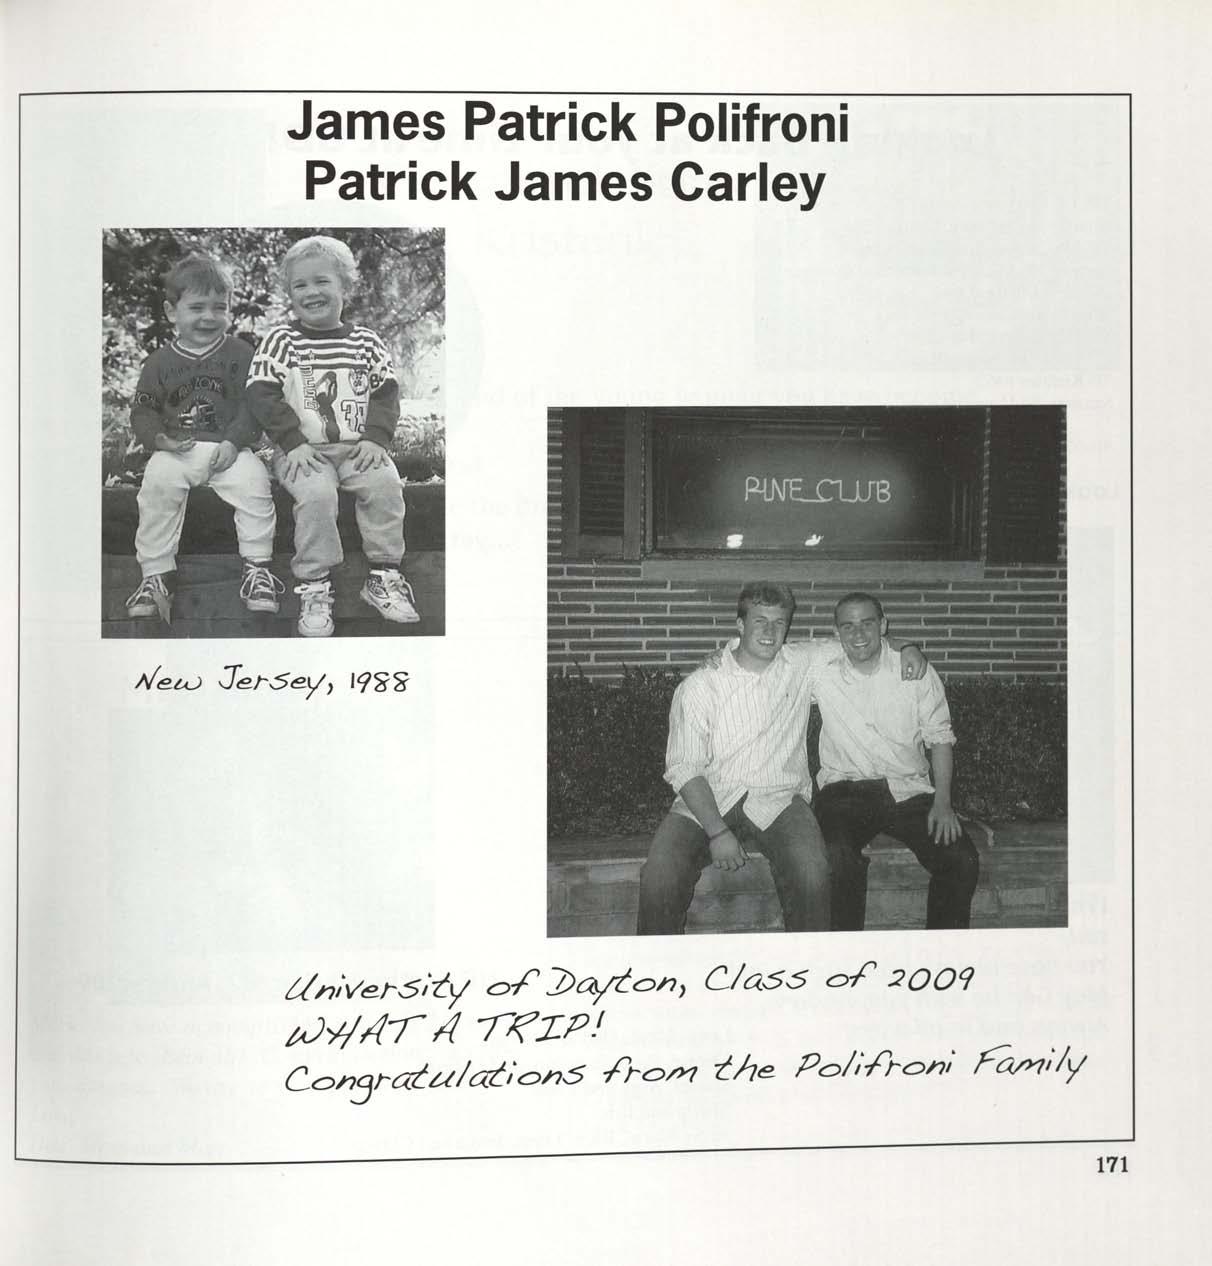 James Patrick Polifroni
Patrick James Carley
PINE CLUB
New Jersey, 1988
University of Dayton, Class of 2009
WHAT A TRIP!
Congratulations from the Polifroni Family
171